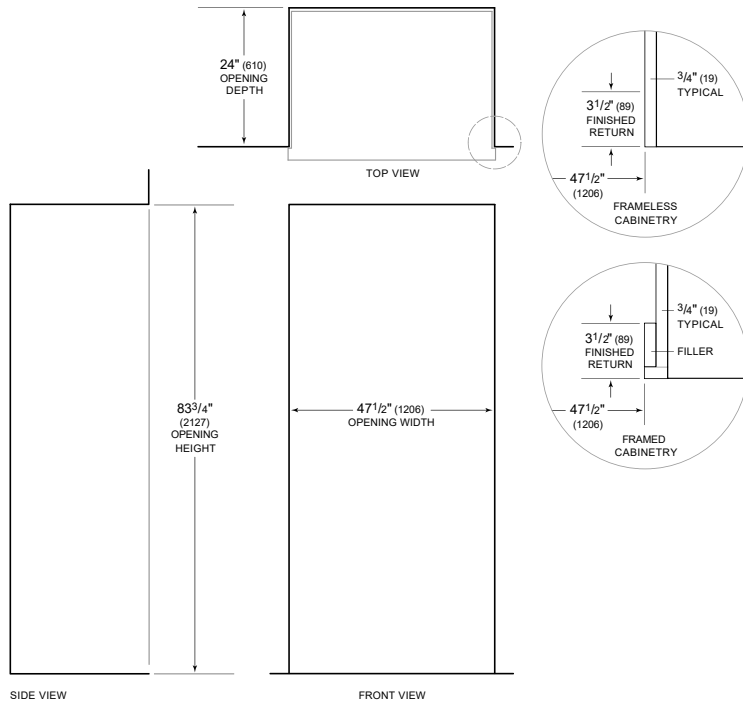 24" (610)
OPENING
DEPTH
TOP VIEW
3/4" (19)
TYPICAL
31/2" (89)
FINISHED
RETURN
471/2"
(1206)
FRAMELESS
CABINETRY
3/4" (19)
TYPICAL
31/2" (89)
FINISHED
RETURN
FILLER
471/2"
(1206)
FRAMED
CABINETRY
833/4"
(2127)
OPENING
HEIGHT
471/2" (1206)
OPENING WIDTH
SIDE VIEW
FRONT VIEW